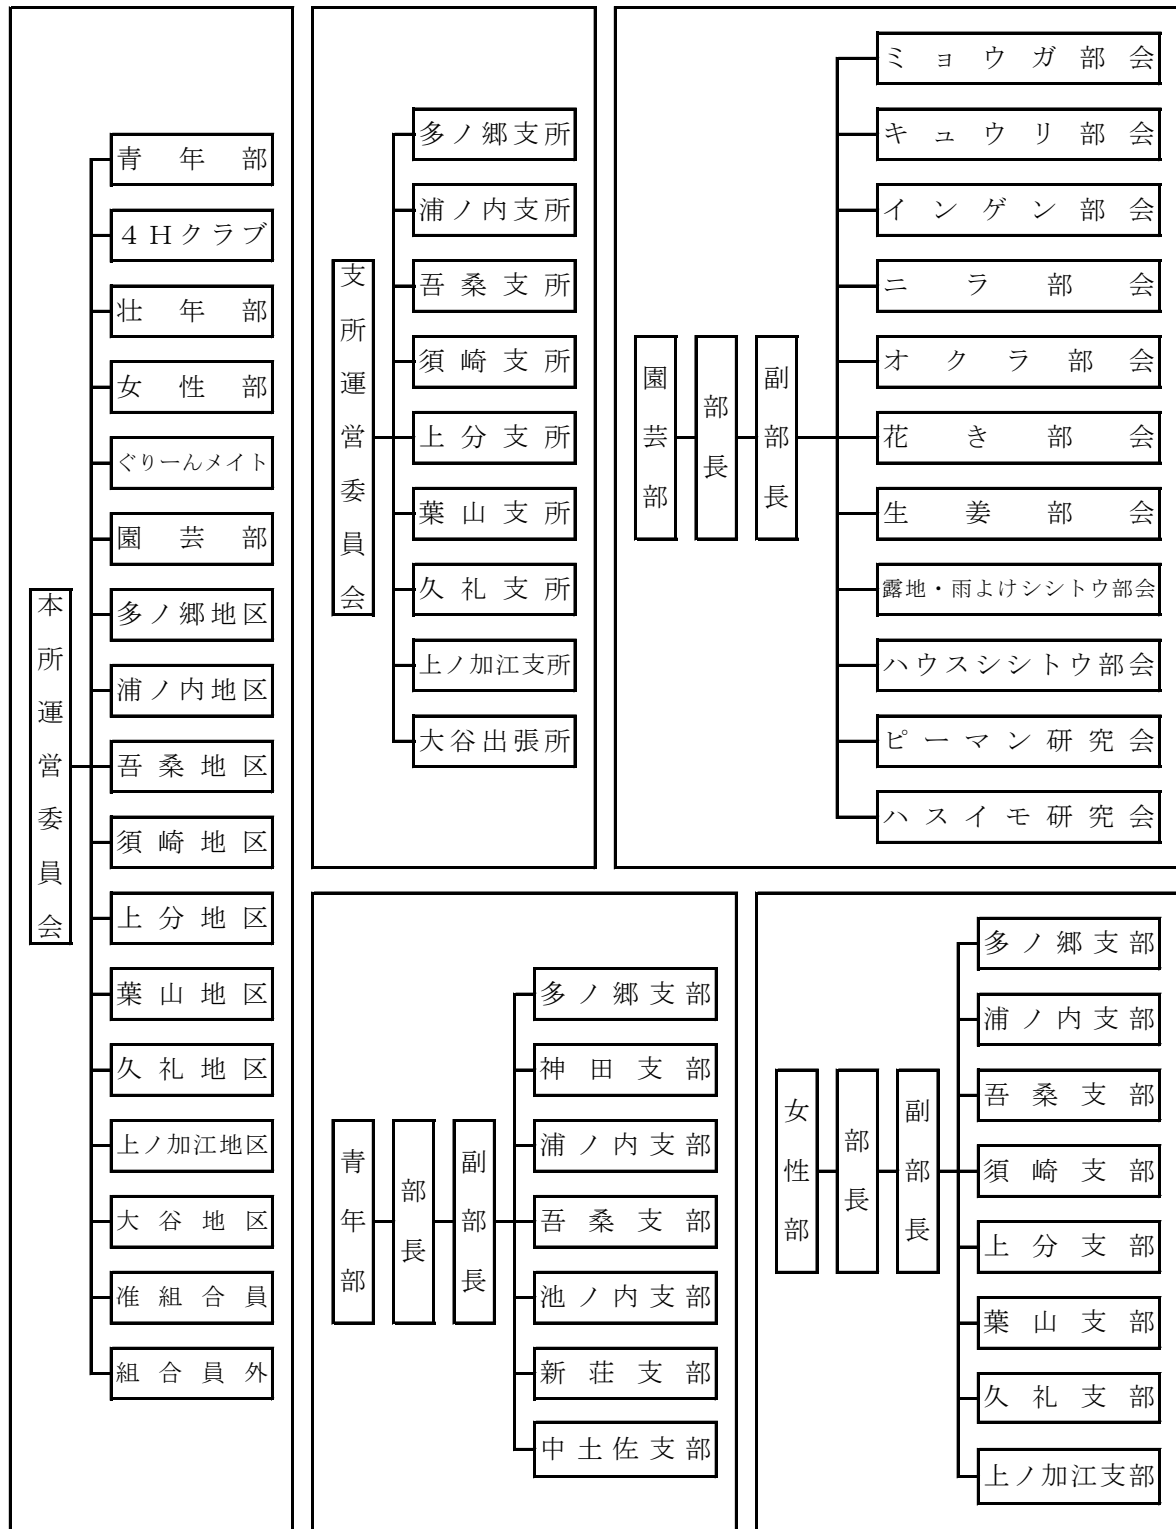 本所運営委員会
青年部
4Hクラブ
壮年部
女性部
ぐりーんメイト
園芸部
多ノ郷地区
浦ノ内地区
吾桑地区
須崎地区
上分地区
葉山地区
久礼地区
上ノ加江地区
大谷地区
准組合員
組合員外
支所運営委員会
多ノ郷支所
浦ノ内支所
吾桑支所
須崎支所
上分支所
葉山支所
久礼支所
上ノ加江支所
大谷出張所
園芸部
部長
副部長
ミョウガ部会
キュウリ部会
インゲン部会
ニラ部会
オクラ部会
花き部会
生姜部会
露地・雨よけシシトウ部会
ハウスシシトウ部会
ピーマン研究会
ハスイモ研究会
青年部
部長
副部長
多ノ郷支部
神田支部
浦ノ内支部
吾桑支部
池ノ内支部
新荘支部
中土佐支部
女性部
部長
副部長
多ノ郷支部
浦ノ内支部
吾桑支部
須崎支部
上分支部
葉山支部
久礼支部
上ノ加江支部